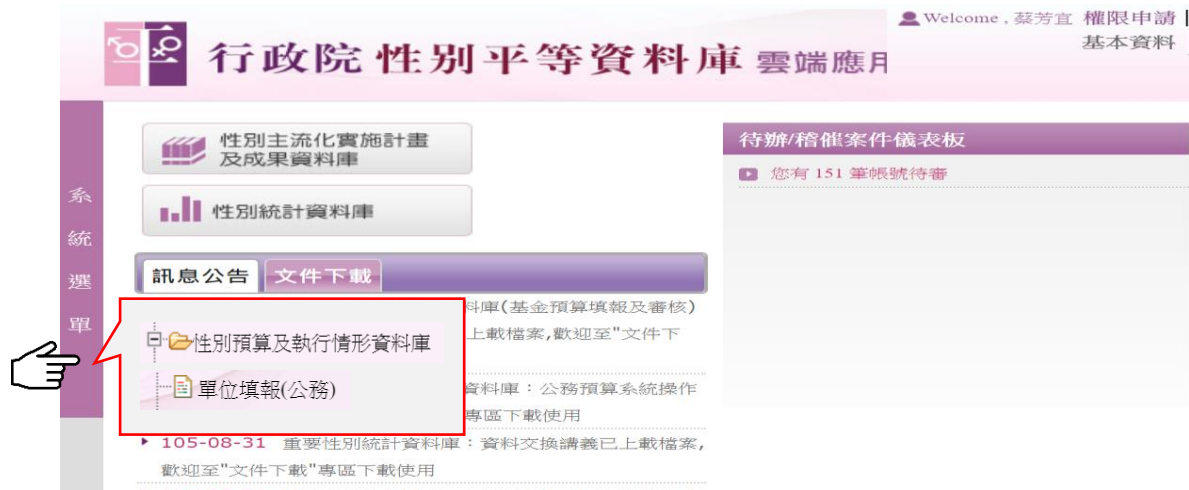 Welcome , 蔡芳宜 權限申請
基本資料
行政院 性別平等資料庫 雲端應用
系統選單
性別主流化實施計畫
及成果資料庫
性別統計資料庫
訊息公告 文件下載
料庫(基金預算填報及審核)
上載檔案,歡迎至"文件下
資料庫：公務預算系統操作
專區下載使用
105-08-31 重要性別統計資料庫：資料交換講義已上載檔案,
歡迎至"文件下載"專區下載使用
性別預算及執行情形資料庫
單位填報(公務)
待辦/稽催案件儀表板
您有 151 筆帳號待審